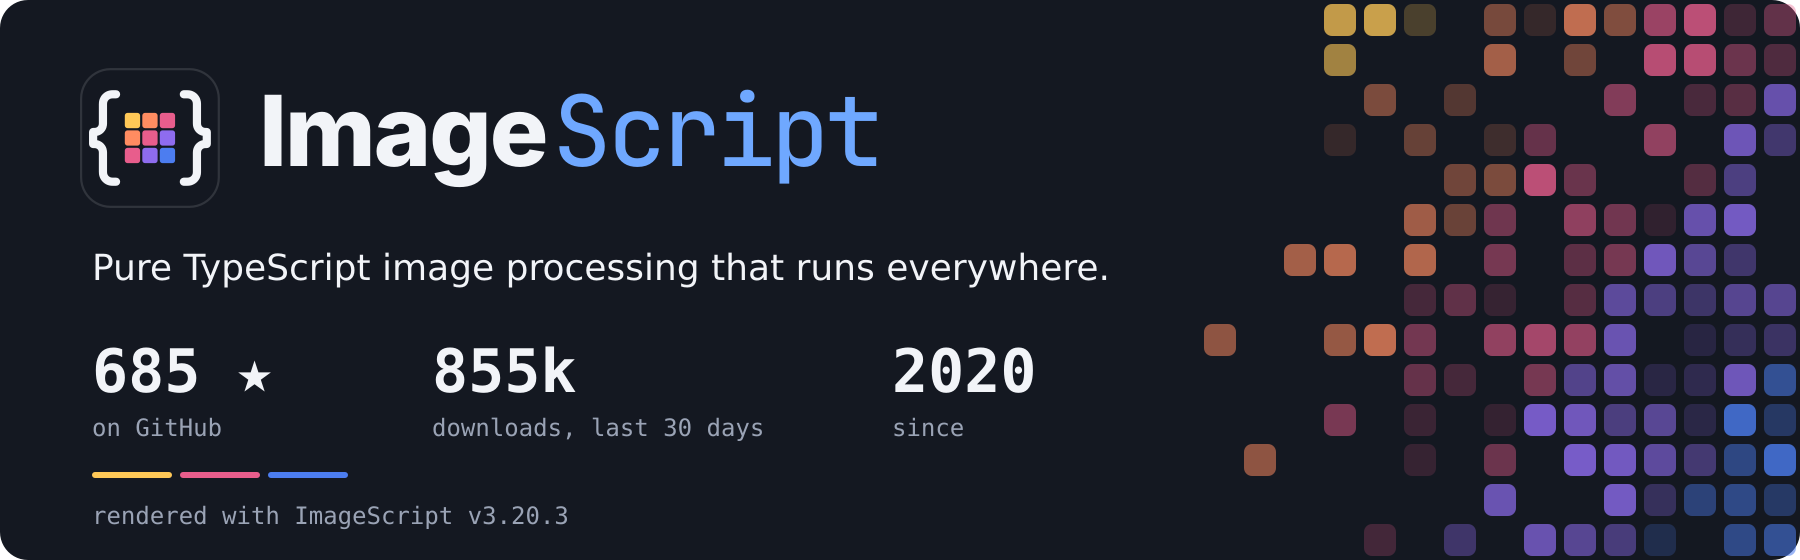 ImageScript
Pure TypeScript image processing that runs everywhere.
685 ★
on GitHub
855k
downloads, last 30 days
2020
since
rendered with ImageScript v3.20.3